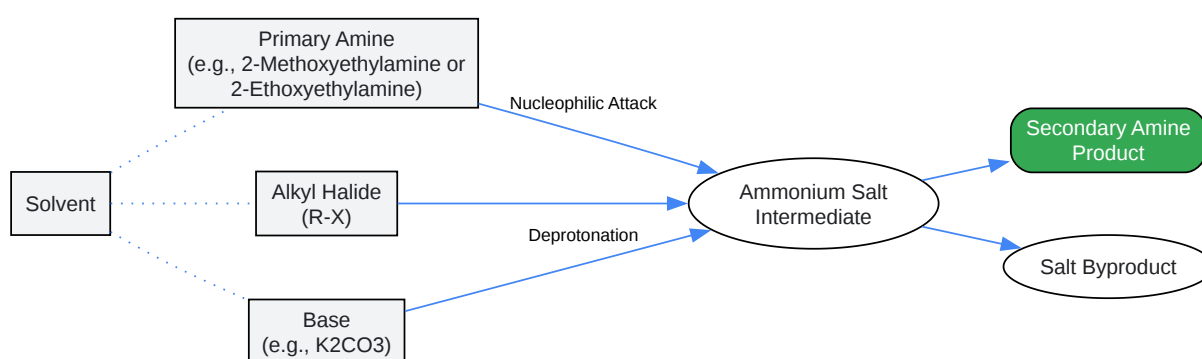 Primary Amine
(e.g., 2-Methoxyethylamine or
2-Ethoxyethylamine)
Nucleophilic Attack
Solvent
Alkyl Halide
(R-X)
Deprotonation
Base
(e.g., K2CO3)
Ammonium Salt
Intermediate
Secondary Amine
Product
Salt Byproduct